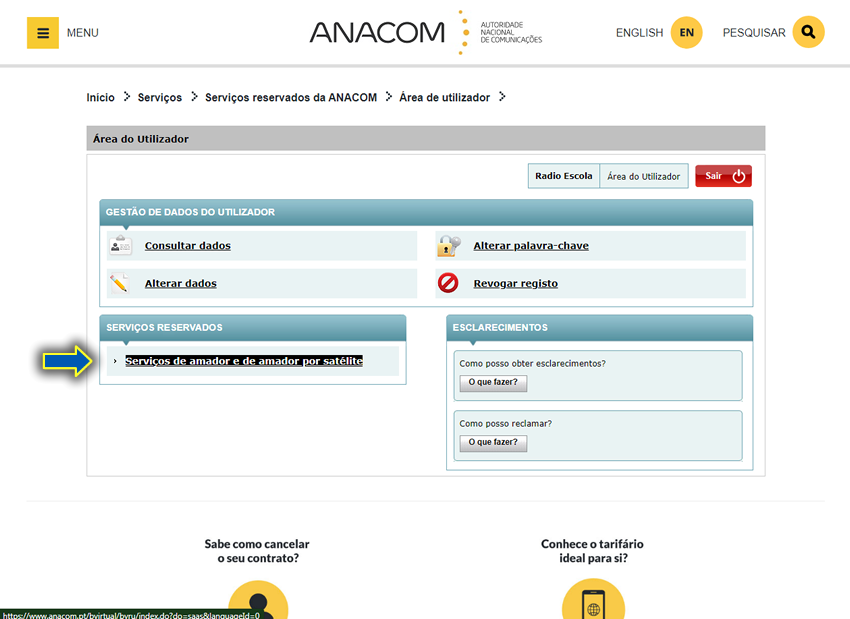 MENU
ANACOM
AUTORIDADE
NACIONAL
DE COMUNICAÇÕES
ENGLISH EN
PESQUISAR
Início > Serviços > Serviços reservados da ANACOM > Área de utilizador >
Área do Utilizador
Radio Escola Área do Utilizador Sair
GESTÃO DE DADOS DO UTILIZADOR
Consultar dados
Alterar palavra-chave
Alterar dados
Revogar registo
SERVIÇOS RESERVADOS
Serviços de amador e de amador por satélite
ESCLARECIMENTOS
Como posso obter esclarecimentos?
O que fazer?
Como posso reclamar?
O que fazer?
Sabe como cancelar
o seu contrato?
Conhece o tarifário
ideal para si?
https://www.anacom.pt/bvirtual/byru/index.do?do=saas&languageId=0